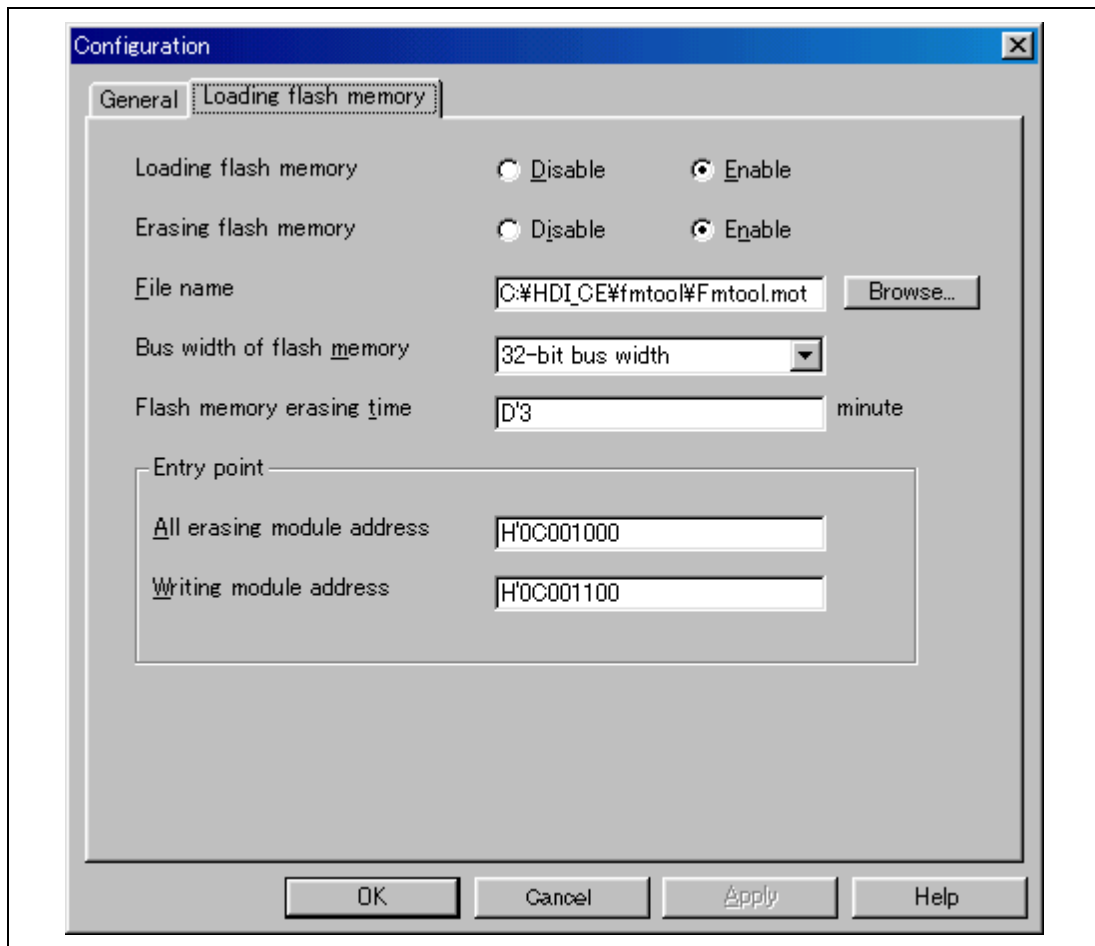 Configuration
General Loading flash memory
Loading flash memory Disable Enable
Erasing flash memory Disable Enable
File name C:¥HDI_CE¥fmtool¥Fmtool.mot Browse...
Bus width of flash memory 32-bit bus width
Flash memory erasing time D'3 minute
Entry point
All erasing module address H'0C001000
Writing module address H'0C001100
OK Cancel Apply Help